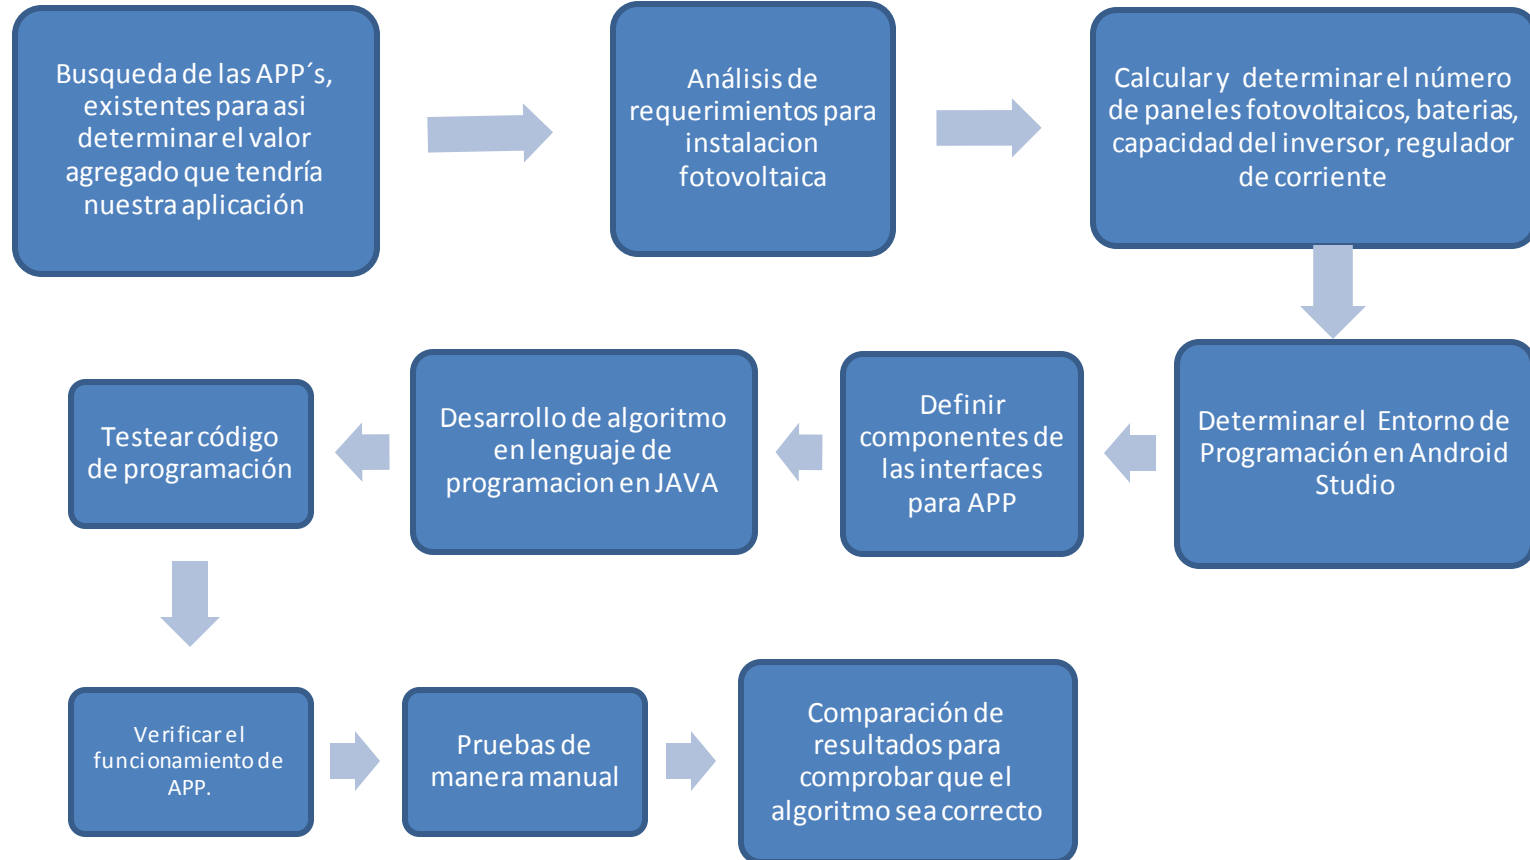 Busqueda de las APP´s,
existentes para asi
determinar el valor
agregado que tendría
nuestra aplicación
Análisis de
requerimientos para
instalacion
fotovoltaica
Calcular y determinar el número
de paneles fotovoltaicos, baterias,
capacidad del inversor, regulador
de corriente
Determinar el Entorno de
Programación en Android
Studio
Definir
componentes de
las interfaces
para APP
Desarrollo de algoritmo
en lenguaje de
programacion en JAVA
Testear código
de programación
Verificar el
funcionamiento de
APP.
Pruebas de
manera manual
Comparación de
resultados para
comprobar que el
algoritmo sea correcto